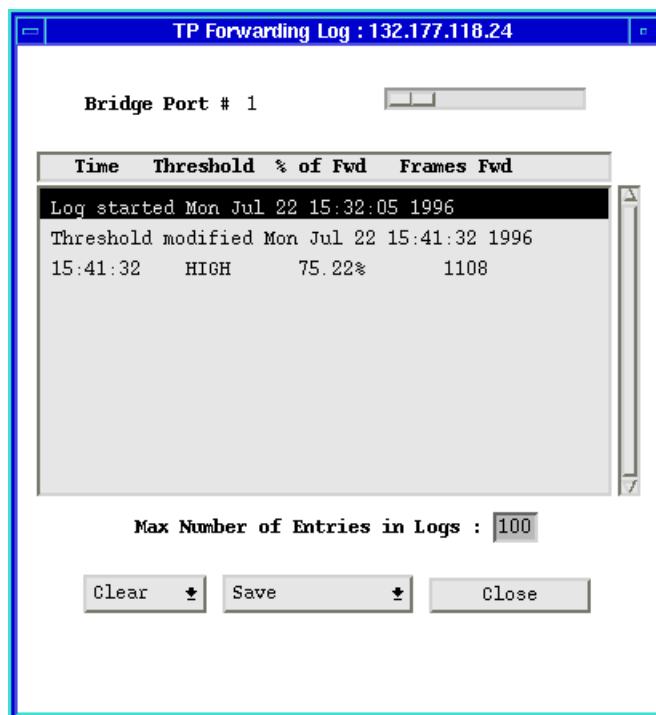 TP Forwarding Log : 132.177.118.24
Bridge Port # 1
Time Threshold % of Fwd Frames Fwd
Log started Mon Jul 22 15:32:05 1996
Threshold modified Mon Jul 22 15:41:32 1996
15:41:32 HIGH 75.22% 1108
Max Number of Entries in Logs : 100
Clear Save Close